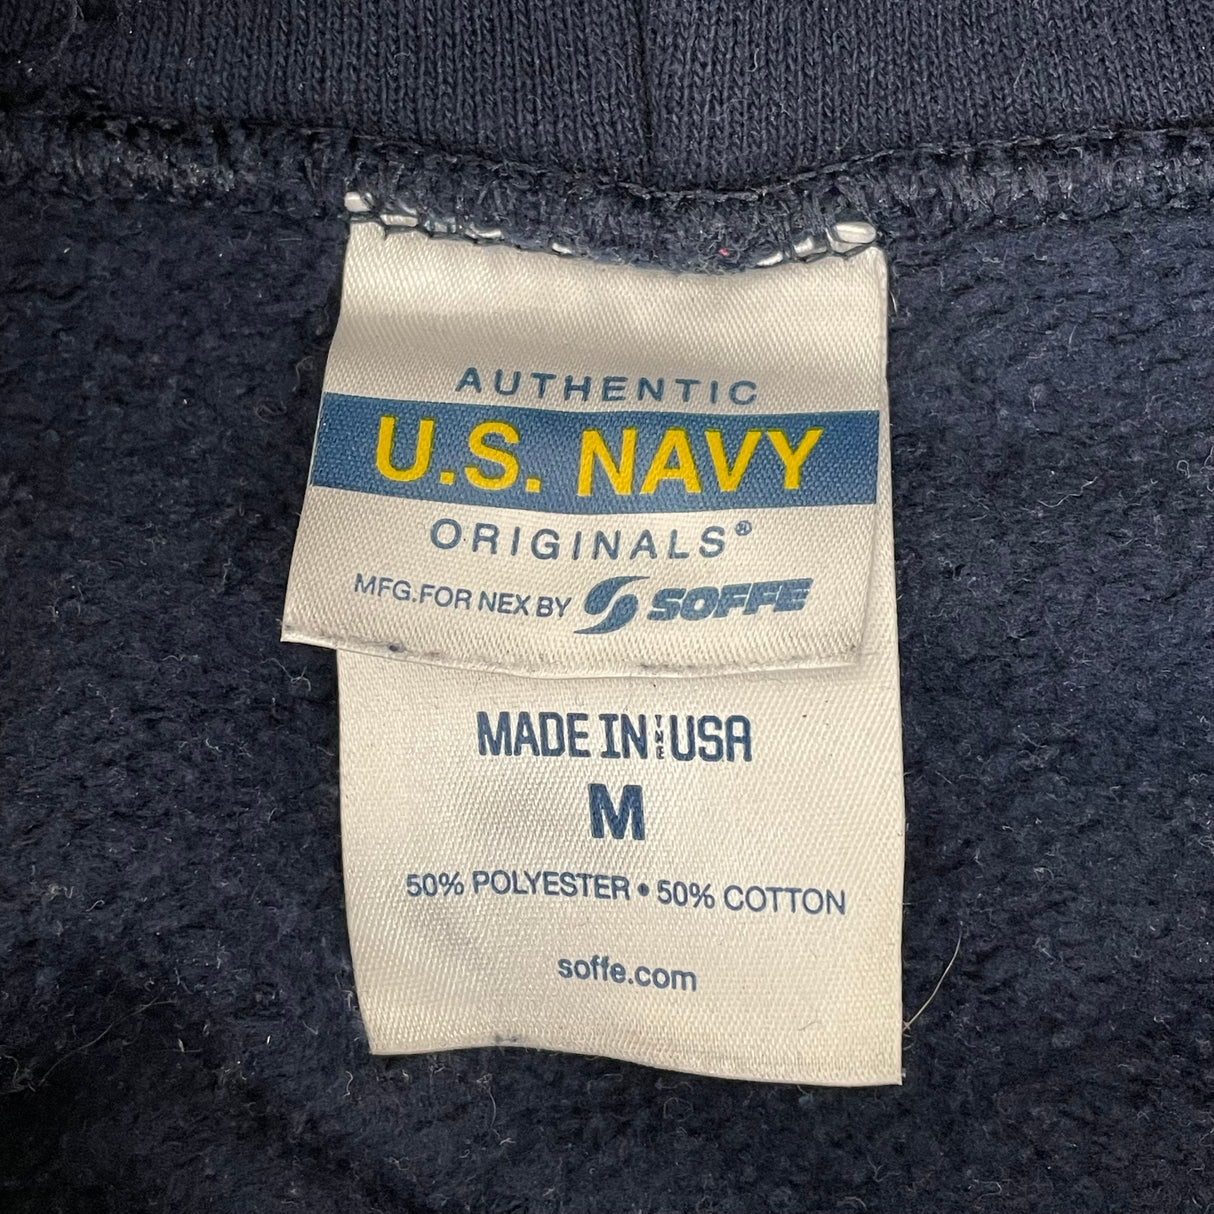 AUTHENTIC
U.S. NAVY
ORIGINALS®
MFG.FOR NEX BY SOFFE
MADE IN THE USA
M
50% POLYESTER • 50% COTTON
soffe.com